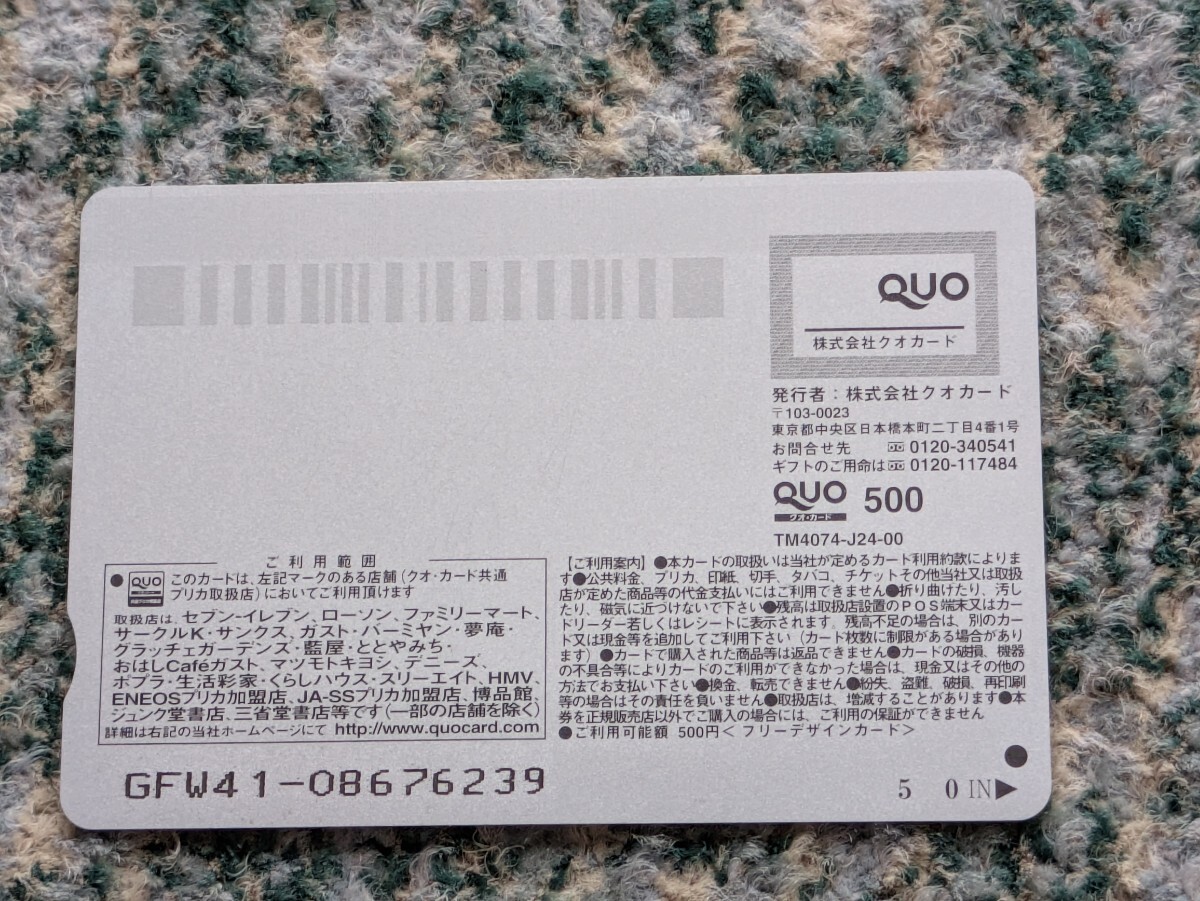 QUO
株式会社クオカード
発行者：株式会社クオカード
〒103-0023
東京都中央区日本橋本町二丁目4番1号
お問合せ先 0120-340541
ギフトのご用命は 0120-117484
QUO 500
クオ・カード
TM4074-J24-00
ご利用範囲
● QUO このカードは、左記マークのある店舗（クオ・カード共通
プリカ取扱店）においてご利用頂けます
取扱店は、セブン-イレブン、ローソン、ファミリーマート、
サークルK・サンクス、ガスト・バーミヤン・夢庵・
グラッチェガーデンズ・藍屋・ととやみち・
おはしCaféガスト、マツモトキヨシ、デニーズ、
ポプラ・生活彩家・くらしハウス・スリーエイト、HMV、
ENEOSプリカ加盟店、JA-SSプリカ加盟店、博品館、
ジュンク堂書店、三省堂書店等です（一部の店舗を除く）
詳細は右記の当社ホームページにて http://www.quocard.com
【ご利用案内】●本カードの取扱いは当社が定めるカード利用約款によりま
す●公共料金、プリカ、印紙、切手、タバコ、チケットその他当社又は取扱
店が定めた商品等の代金支払いにはご利用できません●折り曲げたり、汚し
たり、磁気に近づけないで下さい●残高は取扱店設置のPOS端末又はカー
ドリーダー若しくはレシートに表示されます。残高不足の場合は、別のカー
ド又は現金等を追加してご利用下さい（カード枚数に制限がある場合があり
ます）●カードで購入された商品等は返品できません●カードの破損、機器
の不具合等によりカードのご利用ができなかった場合は、現金又はその他の
方法でお支払い下さい●換金、転売できません●紛失、盗難、破損、再印刷
等の場合はその責任を負いません●取扱店は、増減することがあります●本
券を正規販売店以外でご購入の場合には、ご利用の保証ができません
●ご利用可能額 500円＜フリーデザインカード＞
GFW41-08676239
5 0 IN▶